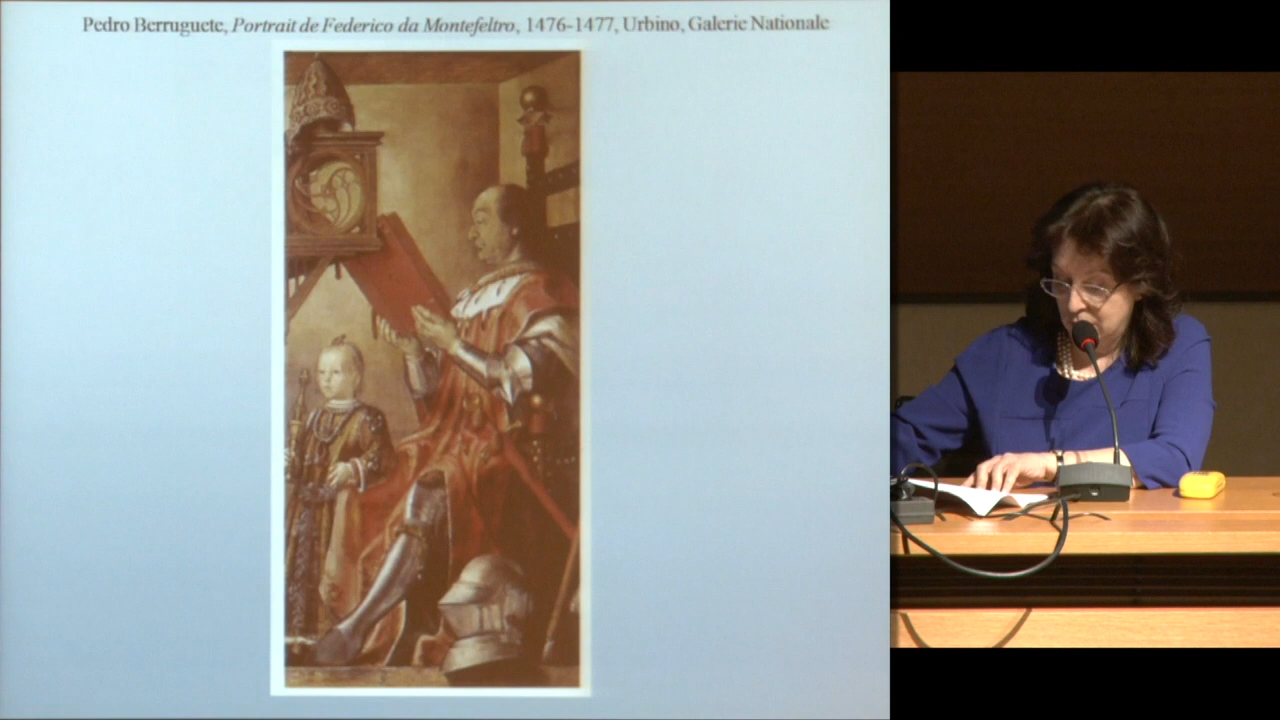 Pedro Berruguete, Portrait de Federico da Montefeltro, 1476-1477, Urbino, Galerie Nationale